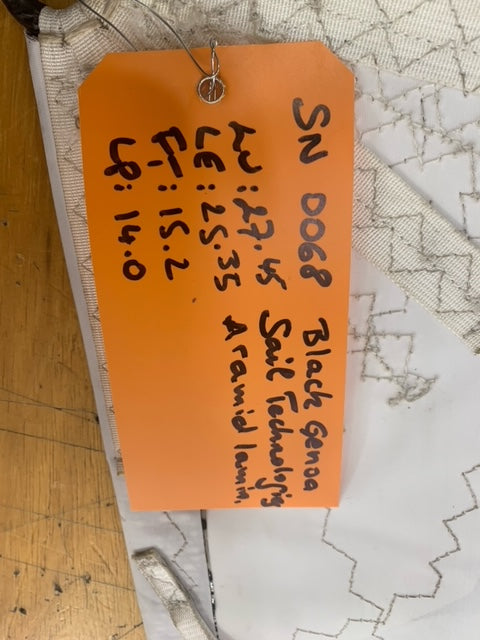 SN 0068 Black Genoa
LU: 27.45 Sail Technologies
LE: 25.35 Aramid lamin.
FT: 15.2
LP: 14.0